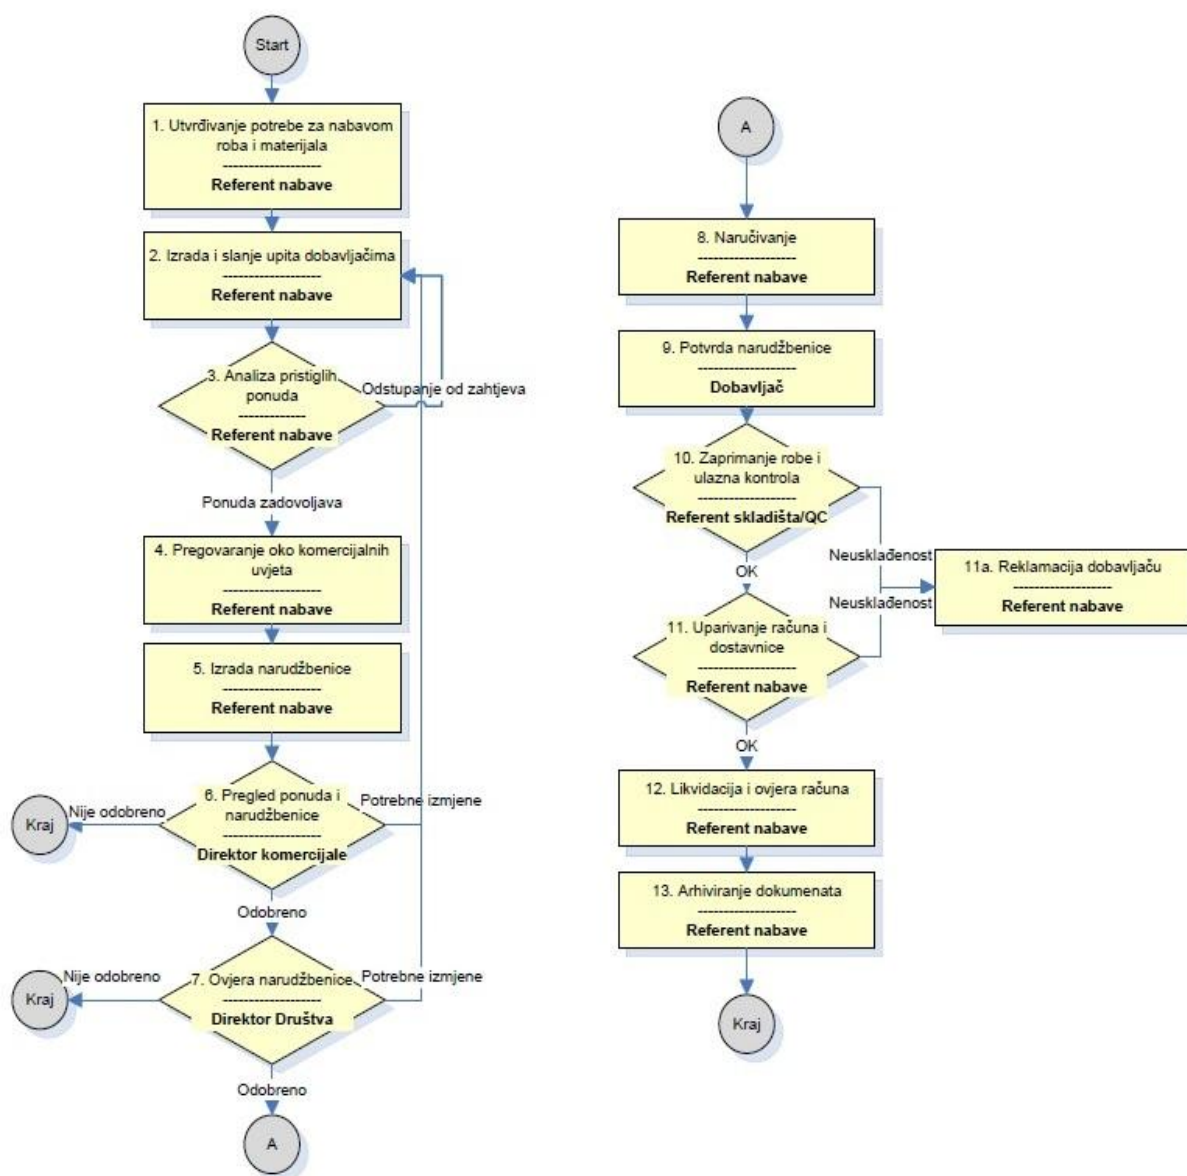 Start
1. Utvrđivanje potrebe za nabavom
roba i materijala
-------------------
Referent nabave
2. Izrada i slanje upita dobavljačima
-------------------
Referent nabave
3. Analiza pristiglih
ponuda
-------------
Referent nabave
Odstupanje od zahtjeva
Ponuda zadovoljava
4. Pregovaranje oko komercijalnih
uvjeta
-------------------
Referent nabave
5. Izrada narudžbenice
-------------------
Referent nabave
6. Pregled ponuda i
narudžbenice
-------------------
Direktor komercijale
Nije odobreno
Kraj
Potrebne izmjene
Odobreno
7. Ovjera narudžbenice
-------------------
Direktor Društva
Nije odobreno
Kraj
Potrebne izmjene
Odobreno
A
A
8. Naručivanje
-------------------
Referent nabave
9. Potvrda narudžbenice
-------------------
Dobavljač
10. Zaprimanje robe i
ulazna kontrola
-------------------
Referent skladišta/QC
Neusklađenost
OK
11a. Reklamacija dobavljaču
-------------------
Referent nabave
Neusklađenost
11. Uparivanje računa i
dostavnice
-------------------
Referent nabave
OK
12. Likvidacija i ovjera računa
-------------------
Referent nabave
13. Arhiviranje dokumenata
-------------------
Referent nabave
Kraj